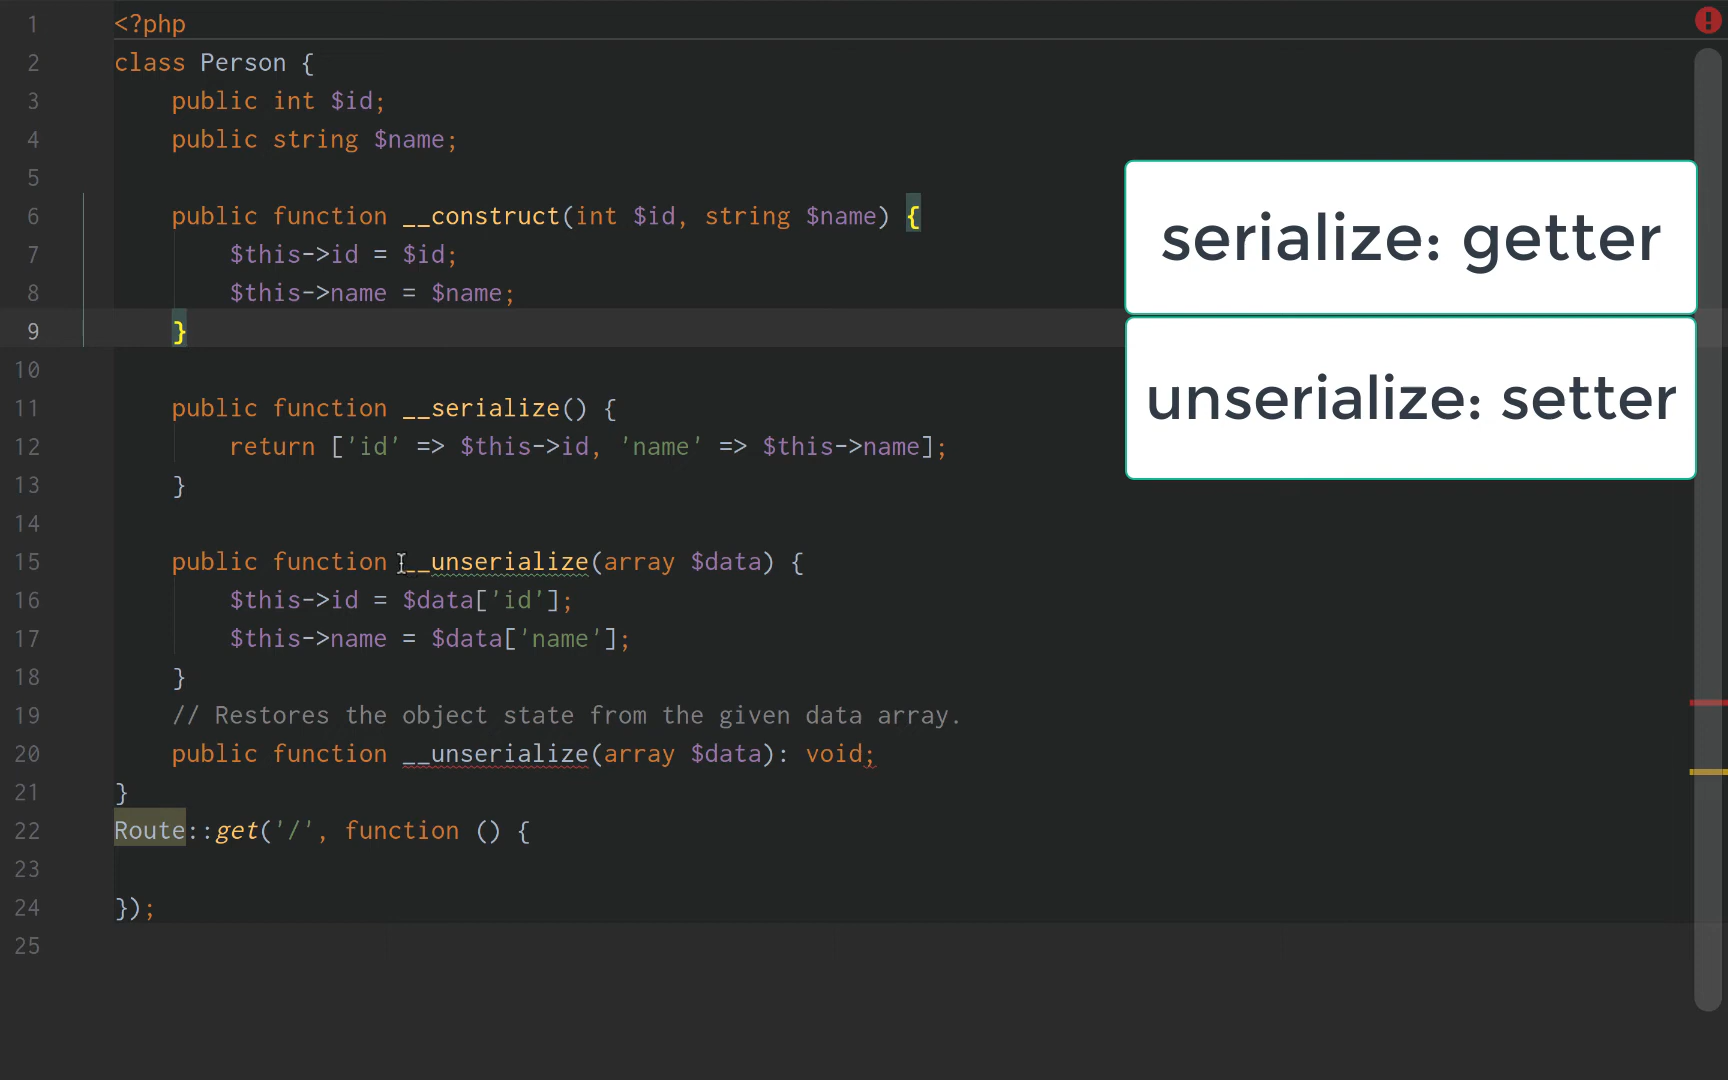 1 <?php
2 class Person {
3     public int $id;
4     public string $name;
5
6     public function __construct(int $id, string $name) {
7         $this->id = $id;
8         $this->name = $name;
9     }
10
11     public function __serialize() {
12         return ['id' => $this->id, 'name' => $this->name];
13     }
14
15     public function __unserialize(array $data) {
16         $this->id = $data['id'];
17         $this->name = $data['name'];
18     }
19     // Restores the object state from the given data array.
20     public function __unserialize(array $data): void;
21 }
22 Route::get('/', function () {
23
24 });
25
serialize: getter
unserialize: setter